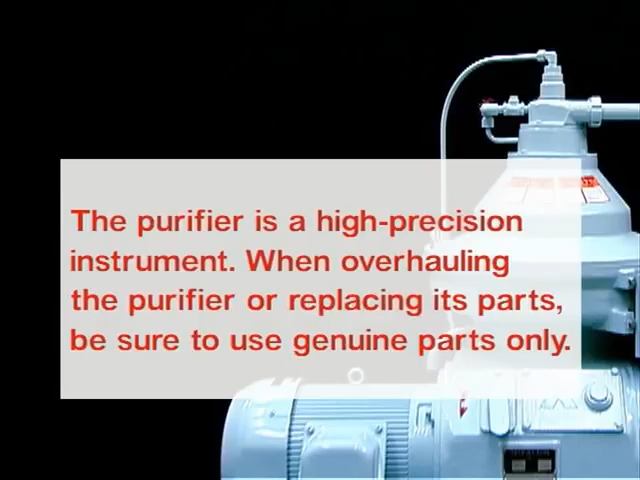 The purifier is a high-precision
instrument. When overhauling
the purifier or replacing its parts,
be sure to use genuine parts only.